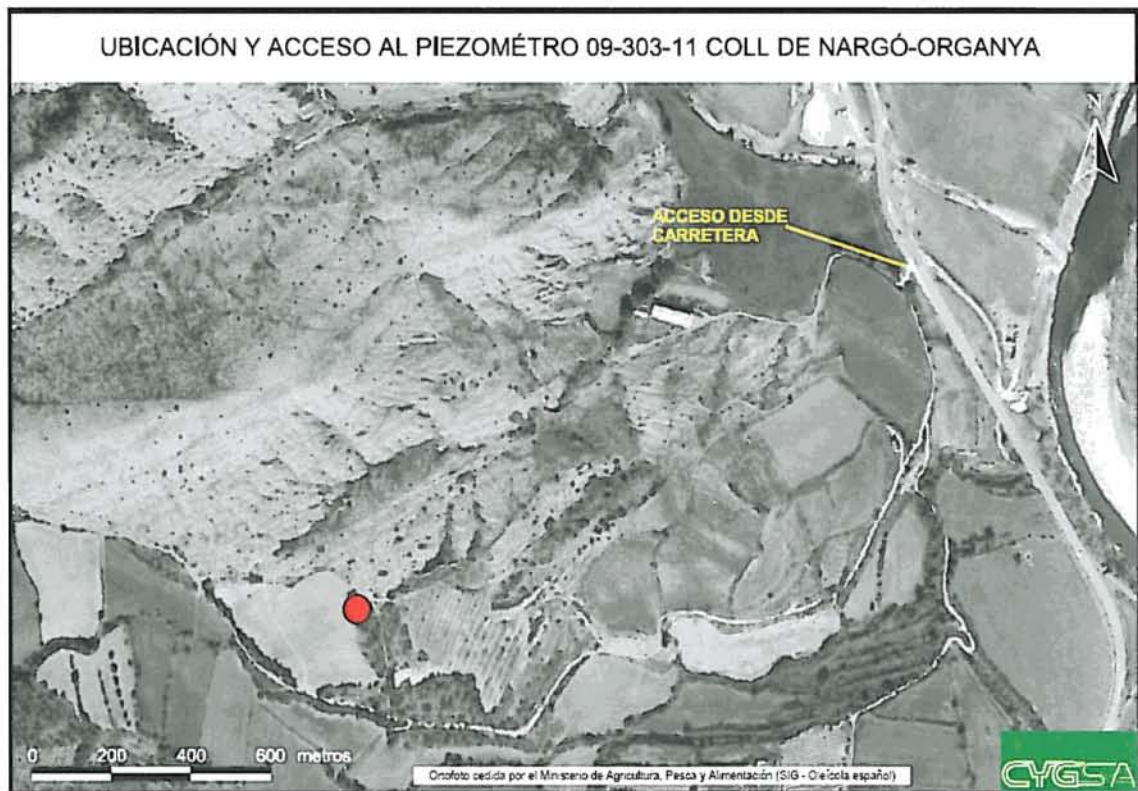 UBICACIÓN Y ACCESO AL PIEZOMÉTRO 09-303-11 COLL DE NARGÓ-ORGANYA
N
ACCESO DESDE
CARRETERA
0 200 400 600 metros
Ortofoto cedida por el Ministerio de Agricultura, Pesca y Alimentación (SIG - Oleícola español)
CYGSA